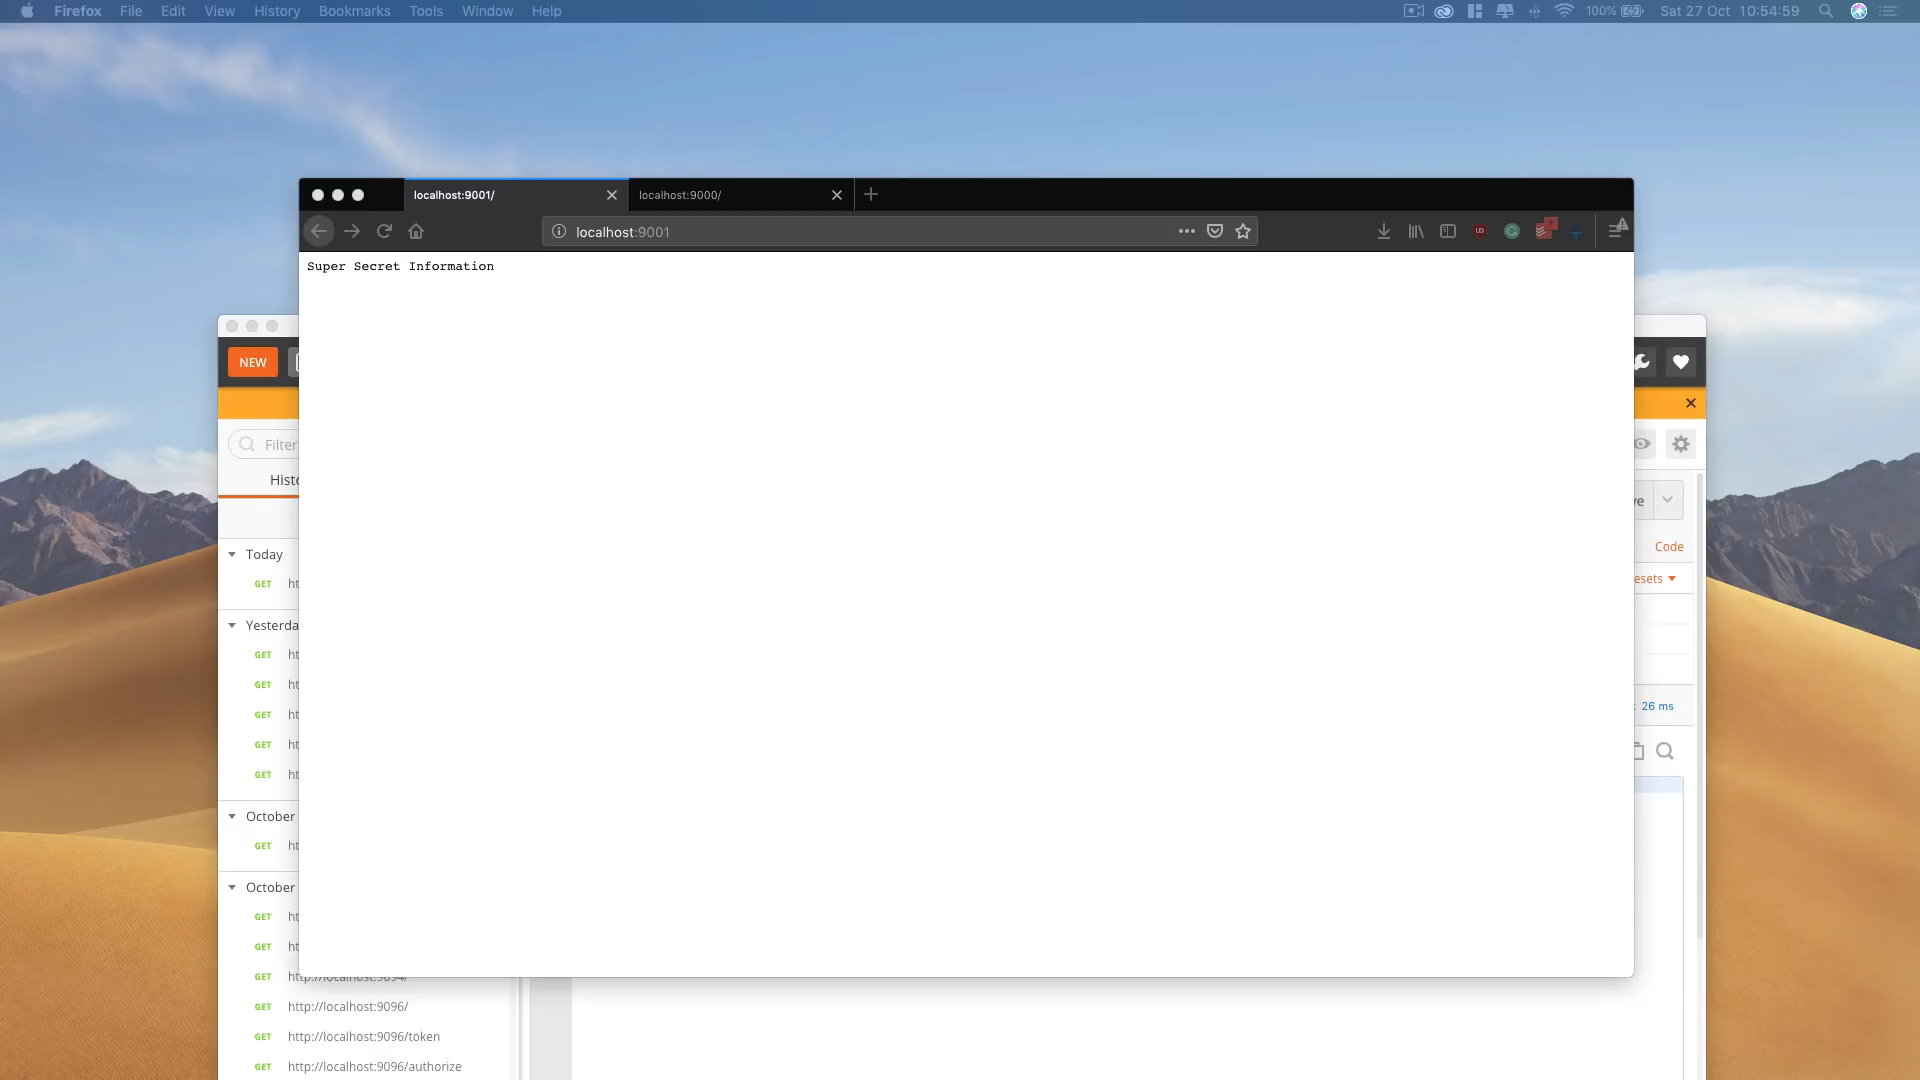 Firefox File Edit View History Bookmarks Tools Window Help
100% Sat 27 Oct 10:54:59
localhost:9001/
localhost:9000/
localhost:9001
Super Secret Information
NEW
Filter
Today
GET
GET
GET
GET
GET
GET
October
GET
October
GET
GET
GET
GET http://localhost:9096/
GET http://localhost:9096/token
GET http://localhost:9096/authorize
Code
26 ms